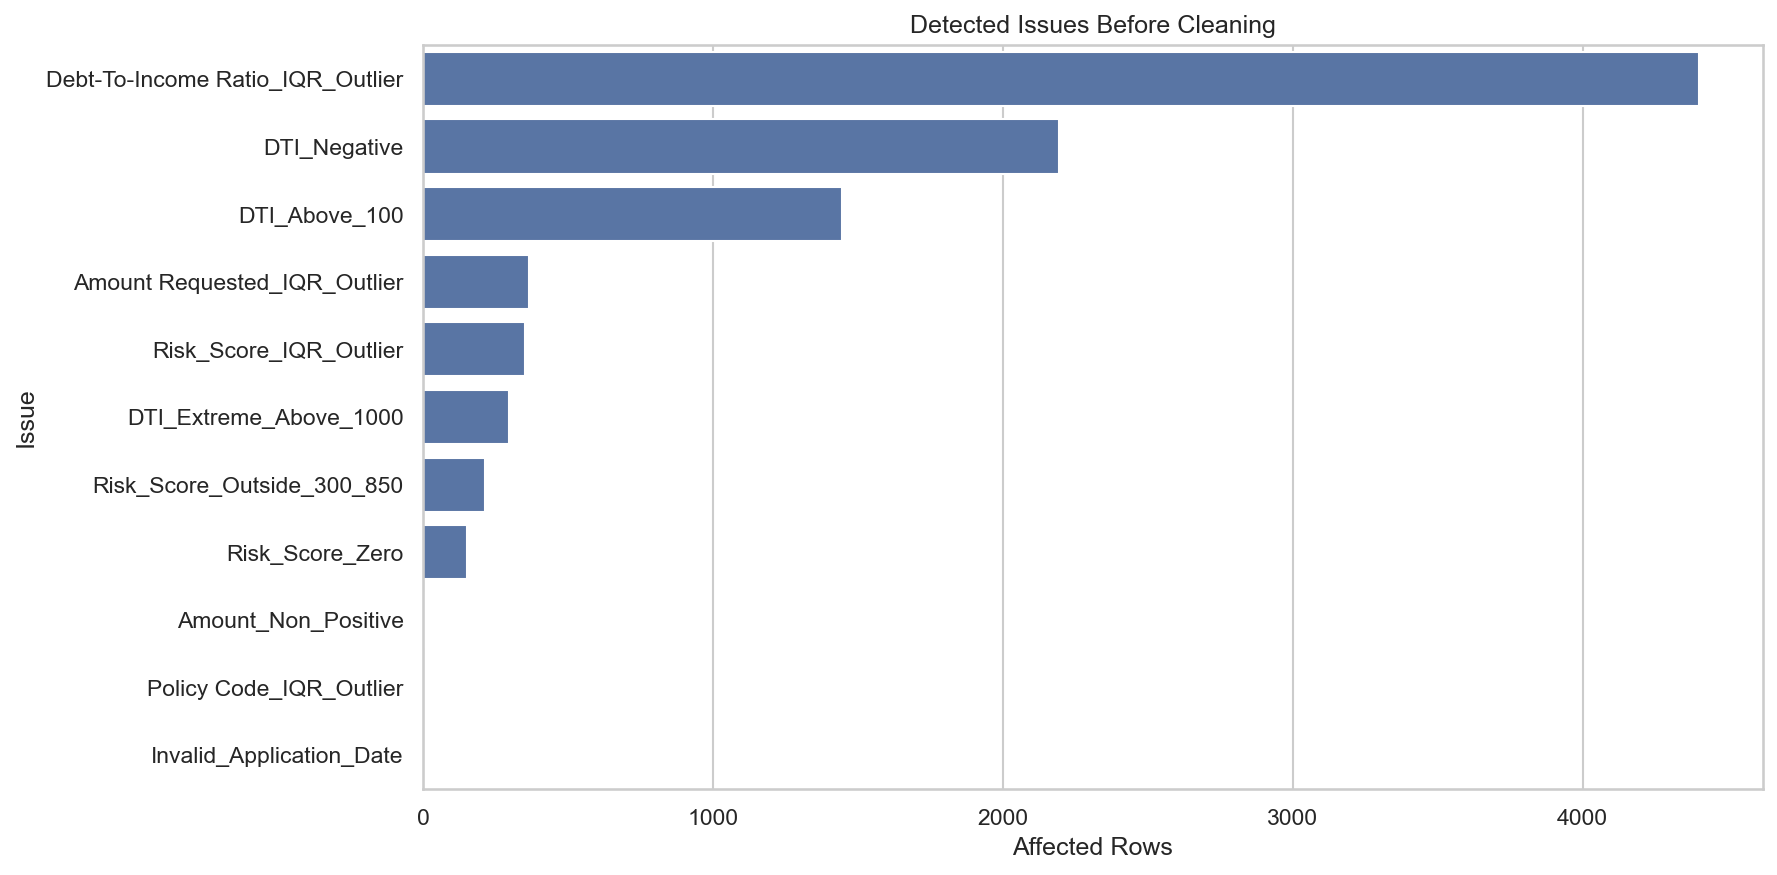 Detected Issues Before Cleaning
Debt-To-Income Ratio_IQR_Outlier
DTI_Negative
DTI_Above_100
Amount Requested_IQR_Outlier
Risk_Score_IQR_Outlier
DTI_Extreme_Above_1000
Risk_Score_Outside_300_850
Risk_Score_Zero
Amount_Non_Positive
Policy Code_IQR_Outlier
Invalid_Application_Date
Issue
0 1000 2000 3000 4000
Affected Rows